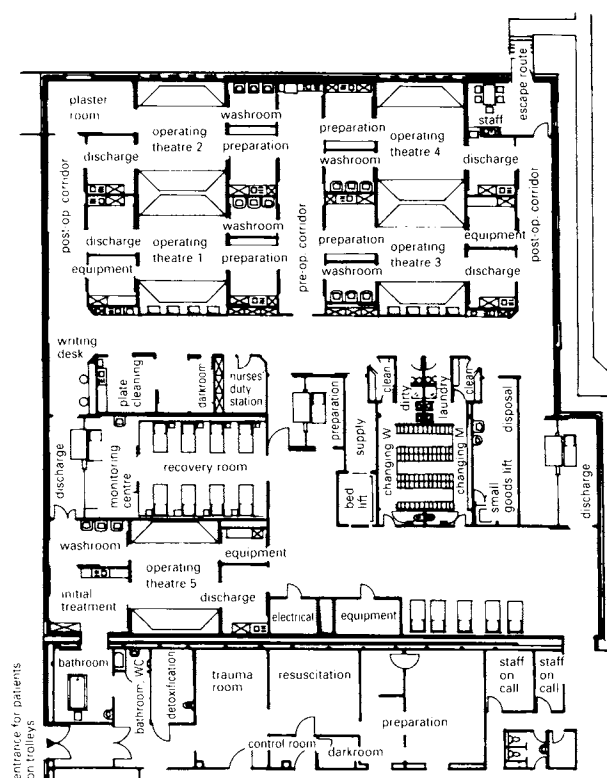 escape route
plaster
room
washroom
preparation
operating
theatre 2
preparation
operating
theatre 4
staff
washroom
discharge
discharge
post-op. corridor
pre-op. corridor
post-op. corridor
washroom
discharge
operating
theatre 1
preparation
preparation
operating
theatre 3
equipment
equipment
washroom
discharge
writing
desk
plate
cleaning
darkroom
nurses'
duty
station
preparation
supply
clean
dirty
laundry
clean
disposal
discharge
monitoring
centre
recovery room
bed
lift
changing W
changing M
small
goods lift
discharge
washroom
operating
theatre 5
equipment
initial
treatment
discharge
electrical
equipment
bathroom
bathroom, WC
detoxification
trauma
room
resuscitation
staff
on
call
staff
on
call
preparation
control room
darkroom
entrance for patients
on trolleys